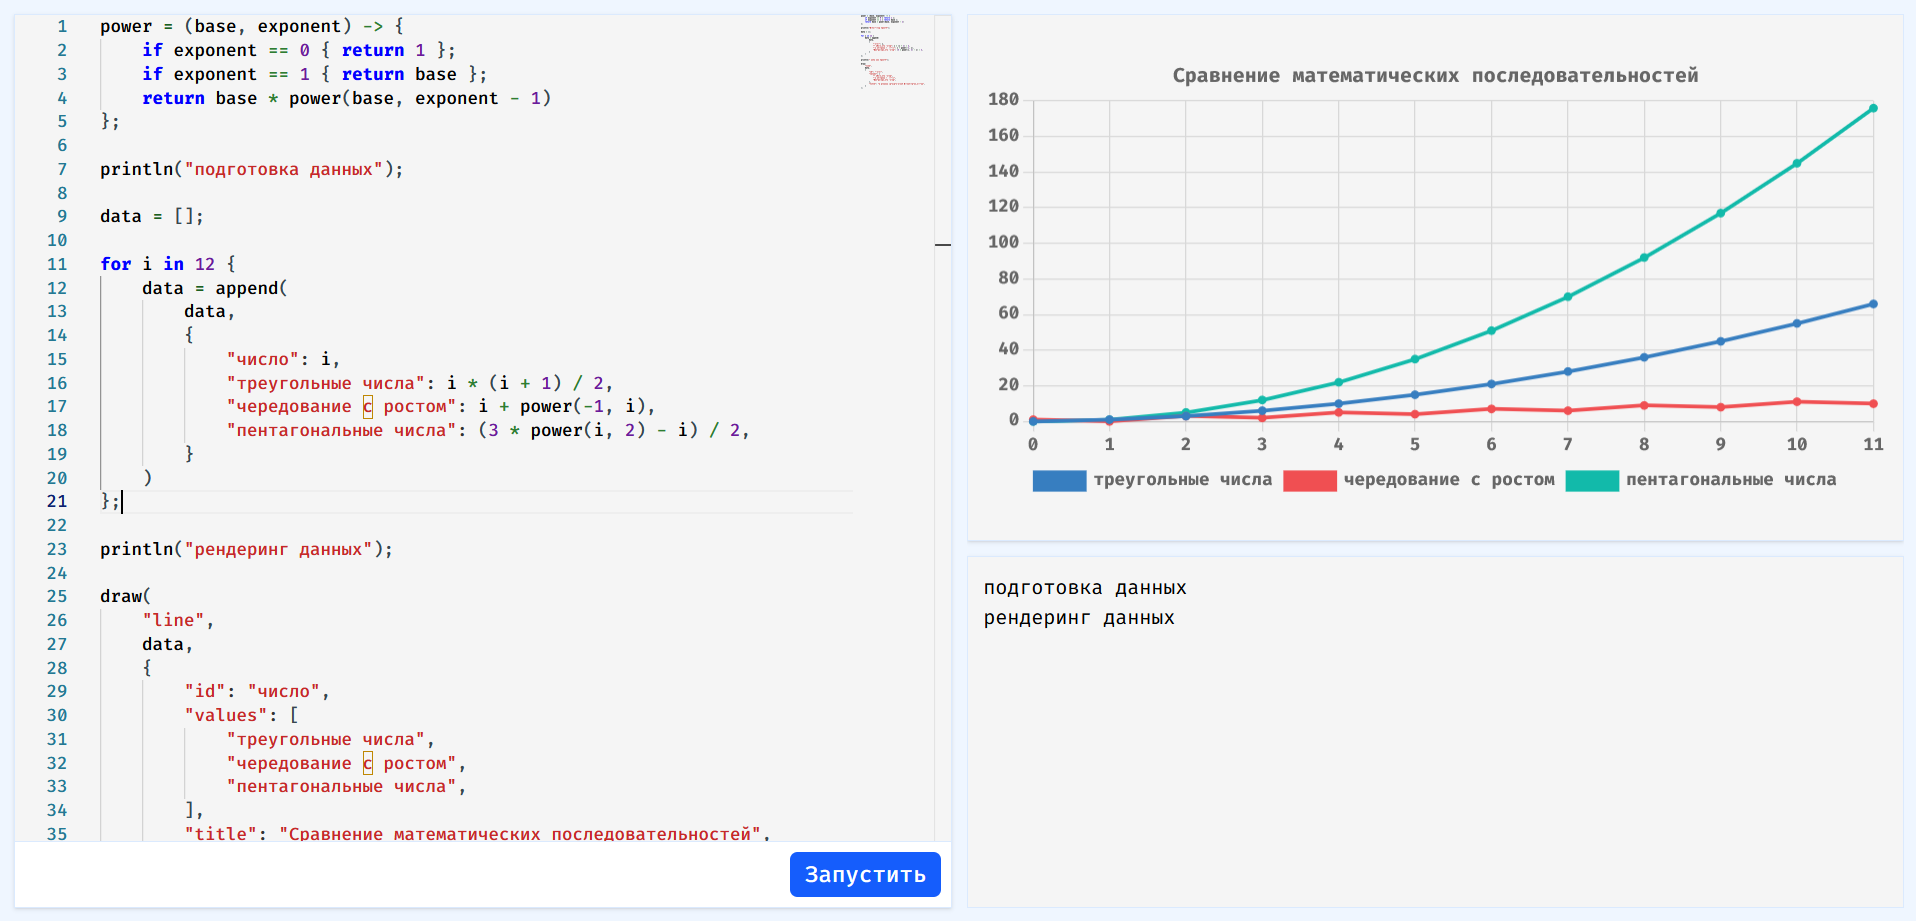 1 power = (base, exponent) -> {
2 if exponent == 0 { return 1 };
3 if exponent == 1 { return base };
4 return base * power(base, exponent - 1)
5 };
6
7 println("подготовка данных");
8
9 data = [];
10
11 for i in 12 {
12 data = append(
13 data,
14 {
15 "число": i,
16 "треугольные числа": i * (i + 1) / 2,
17 "чередование с ростом": i + power(-1, i),
18 "пентагональные числа": (3 * power(i, 2) - i) / 2,
19 }
20 )
21 };
22
23 println("рендеринг данных");
24
25 draw(
26 "line",
27 data,
28 {
29 "id": "число",
30 "values": [
31 "треугольные числа",
32 "чередование с ростом",
33 "пентагональные числа",
34 ],
35 "title": "Сравнение математических последовательностей",
Запустить
Сравнение математических последовательностей
180
160
140
120
100
80
60
40
20
0
0 1 2 3 4 5 6 7 8 9 10 11
треугольные числа чередование с ростом пентагональные числа
подготовка данных
рендеринг данных